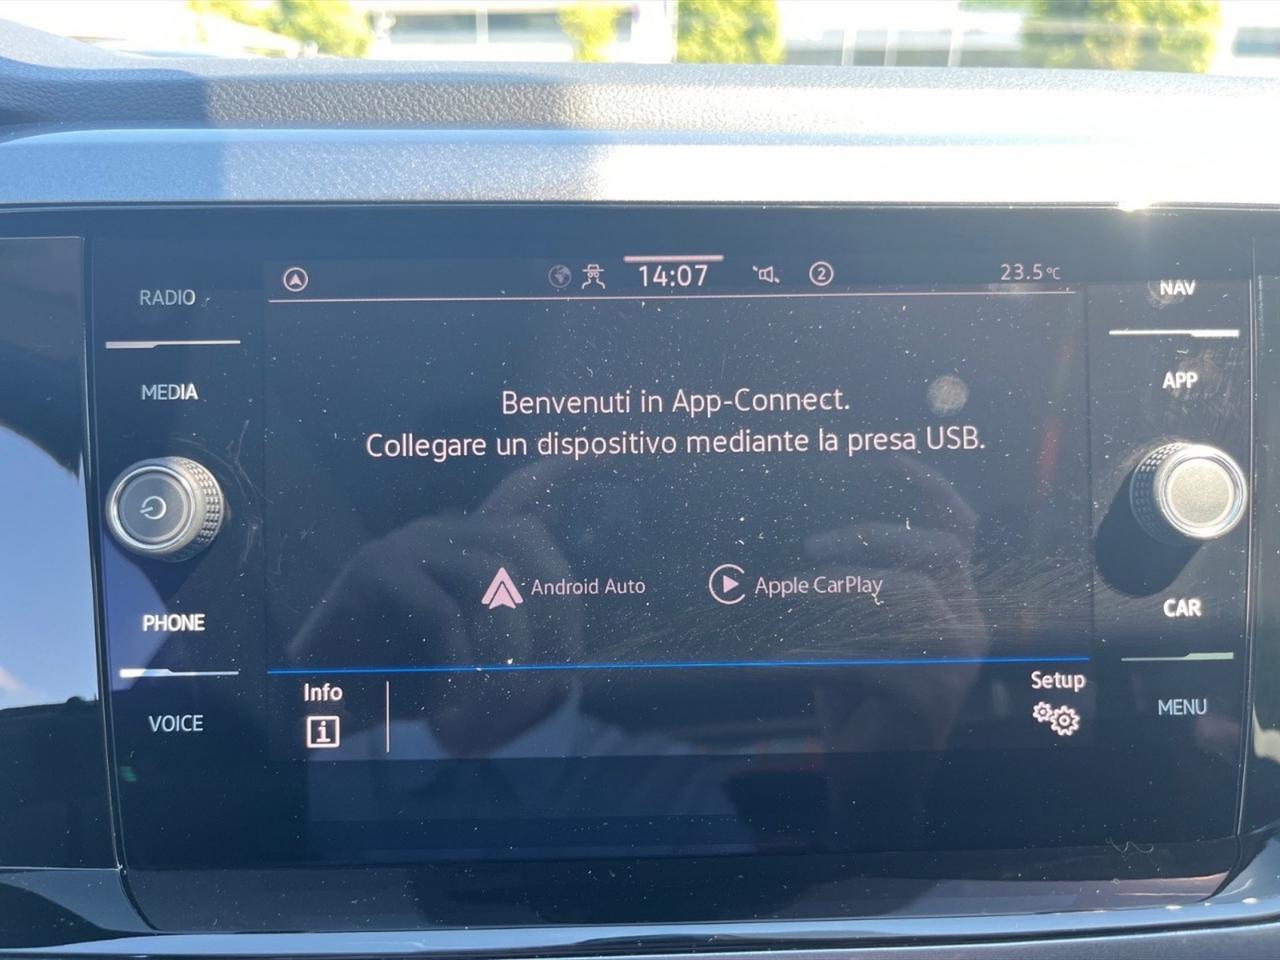 RADIO
MEDIA
PHONE
VOICE
14:07
2
23.5°C
Benvenuti in App-Connect.
Collegare un dispositivo mediante la presa USB.
Android Auto
Apple CarPlay
Info
i
Setup
NAV
APP
CAR
MENU